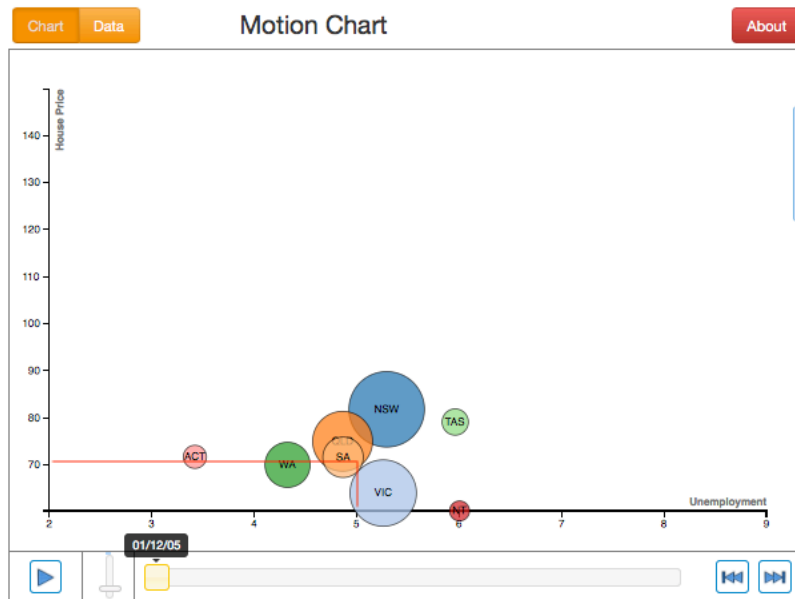 Chart Data Motion Chart About
House Price
140
130
120
110
100
90
80
70
NSW
TAS
QLD
SA
ACT
WA
VIC
NT
Unemployment
2 3 4 5 6 7 8 9
01/12/05